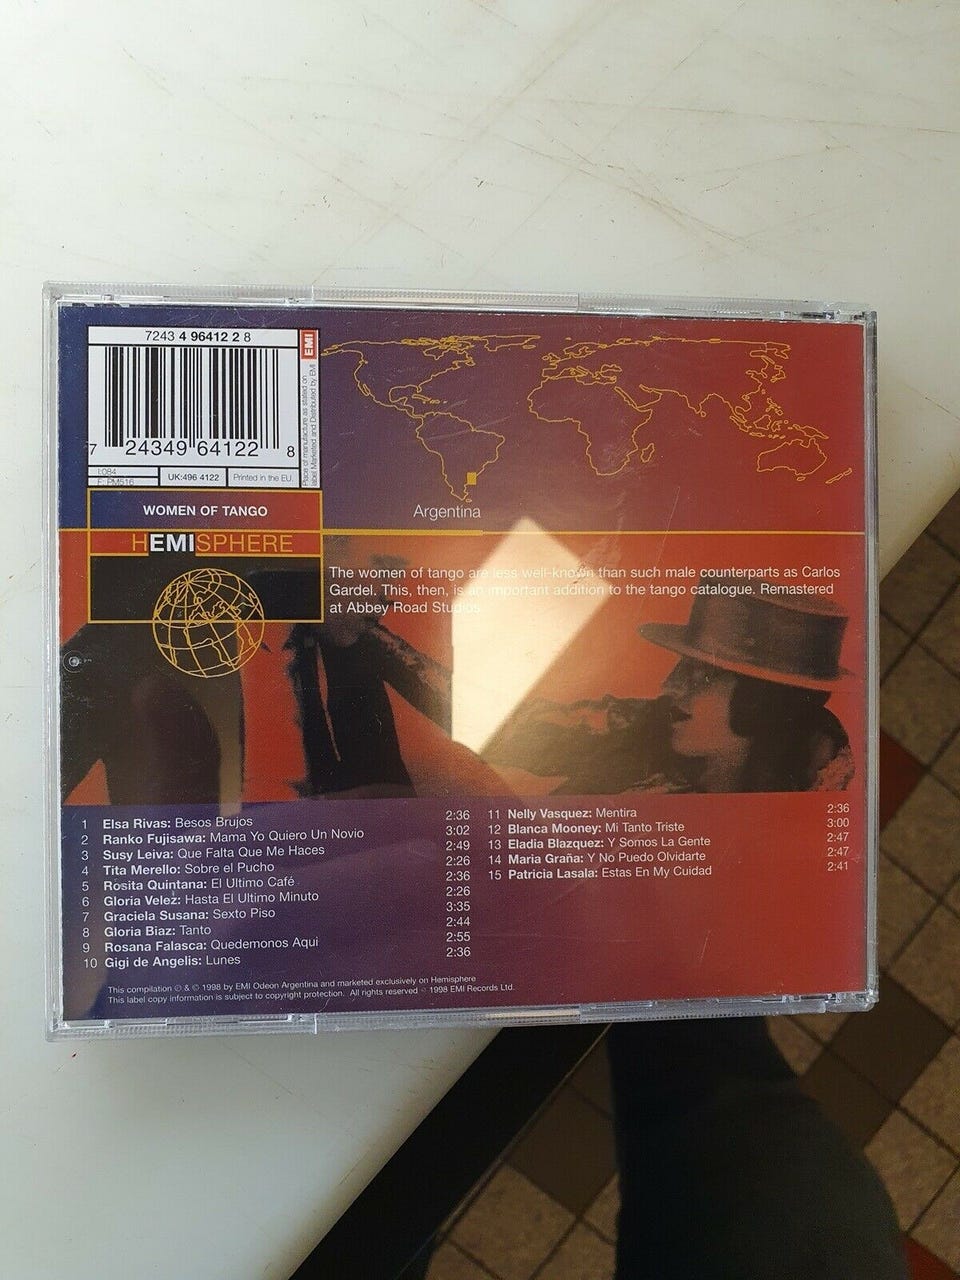 7243 4 96412 2 8
EMI
Place of manufacture as stated on
label Marketed and Distributed by EMI
7 24349 64122 8
F: PM516
UK:496 4122
Printed in the EU.
WOMEN OF TANGO
HEMISPHERE
Argentina
The women of tango are less well-known than such male counterparts as Carlos
Gardel. This, then, is an important addition to the tango catalogue. Remastered
at Abbey Road Studios.
1 Elsa Rivas: Besos Brujos 2:36
2 Ranko Fujisawa: Mama Yo Quiero Un Novio 3:02
3 Susy Leiva: Que Falta Que Me Haces 2:49
4 Tita Merello: Sobre el Pucho 2:26
5 Rosita Quintana: El Ultimo Café 2:36
6 Gloria Velez: Hasta El Ultimo Minuto 2:26
7 Graciela Susana: Sexto Piso 3:35
8 Gloria Biaz: Tanto 2:44
9 Rosana Falasca: Quedemonos Aqui 2:55
10 Gigi de Angelis: Lunes 2:36
11 Nelly Vasquez: Mentira 2:36
12 Blanca Mooney: Mi Tanto Triste 3:00
13 Eladia Blazquez: Y Somos La Gente 2:47
14 Maria Graña: Y No Puedo Olvidarte 2:47
15 Patricia Lasala: Estas En My Cuidad 2:41
This compilation ℗ & © 1998 by EMI Odeon Argentina and marketed exclusively on Hemisphere
This label copy information is subject to copyright protection. All rights reserved © 1998 EMI Records Ltd.